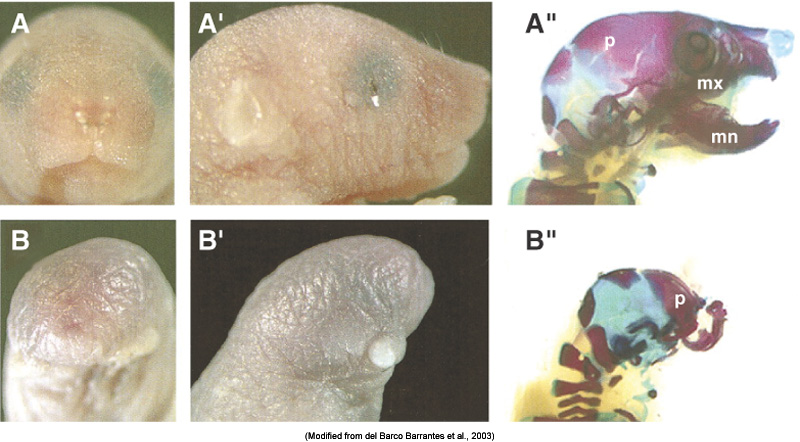 A A' A"
p
mx
mn
B B' B"
p
(Modified from del Barco Barrantes et al., 2003)